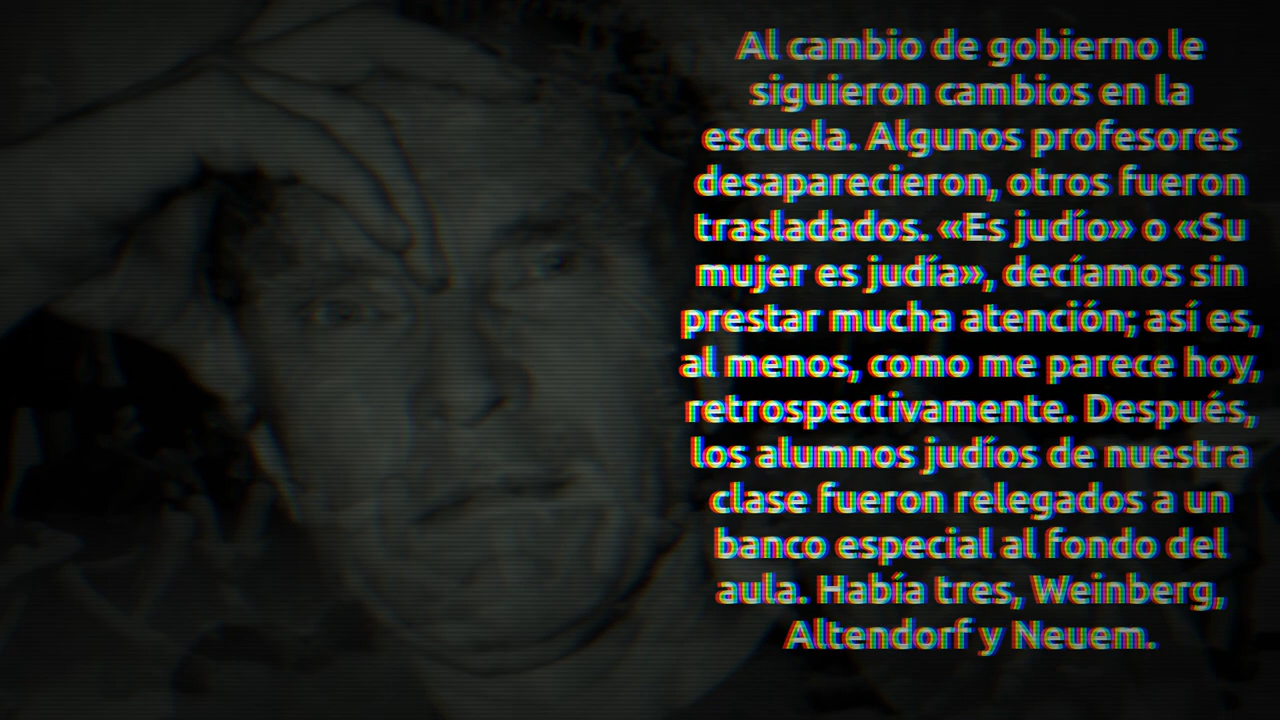 Al cambio de gobierno le
siguieron cambios en la
escuela. Algunos profesores
desaparecieron, otros fueron
trasladados. «Es judío» o «Su
mujer es judía», decíamos sin
prestar mucha atención; así es,
al menos, como me parece hoy,
retrospectivamente. Después,
los alumnos judíos de nuestra
clase fueron relegados a un
banco especial al fondo del
aula. Había tres, Weinberg,
Altendorf y Neuem.